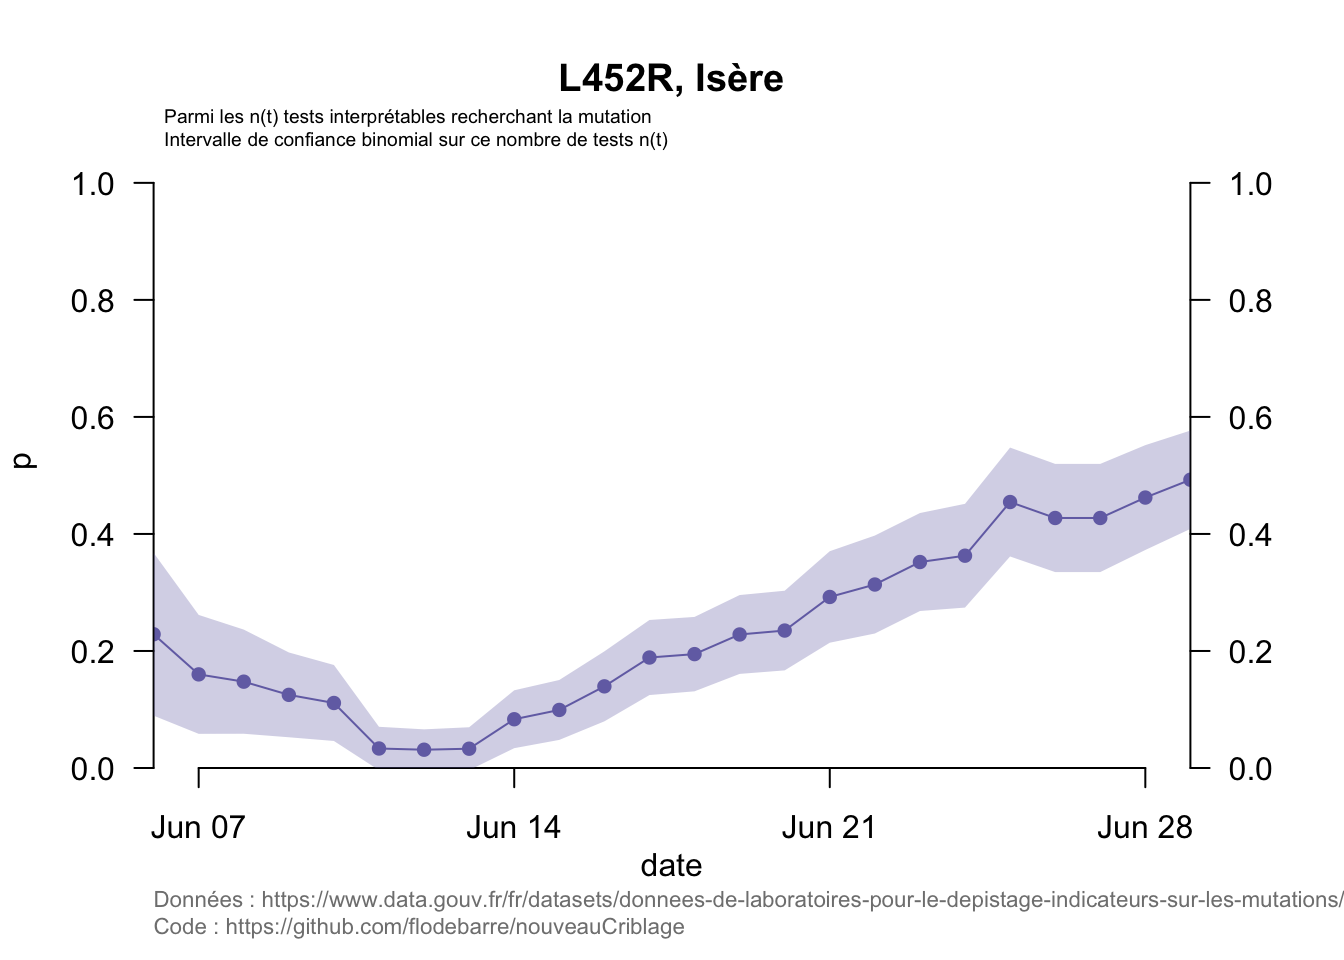 L452R, Isère
Parmi les n(t) tests interprétables recherchant la mutation
Intervalle de confiance binomial sur ce nombre de tests n(t)
1.0
0.8
0.6
0.4
0.2
0.0
p
1.0
0.8
0.6
0.4
0.2
0.0
Jun 07 Jun 14 Jun 21 Jun 28
date
Données : https://www.data.gouv.fr/fr/datasets/donnees-de-laboratoires-pour-le-depistage-indicateurs-sur-les-mutations/
Code : https://github.com/flodebarre/nouveauCriblage